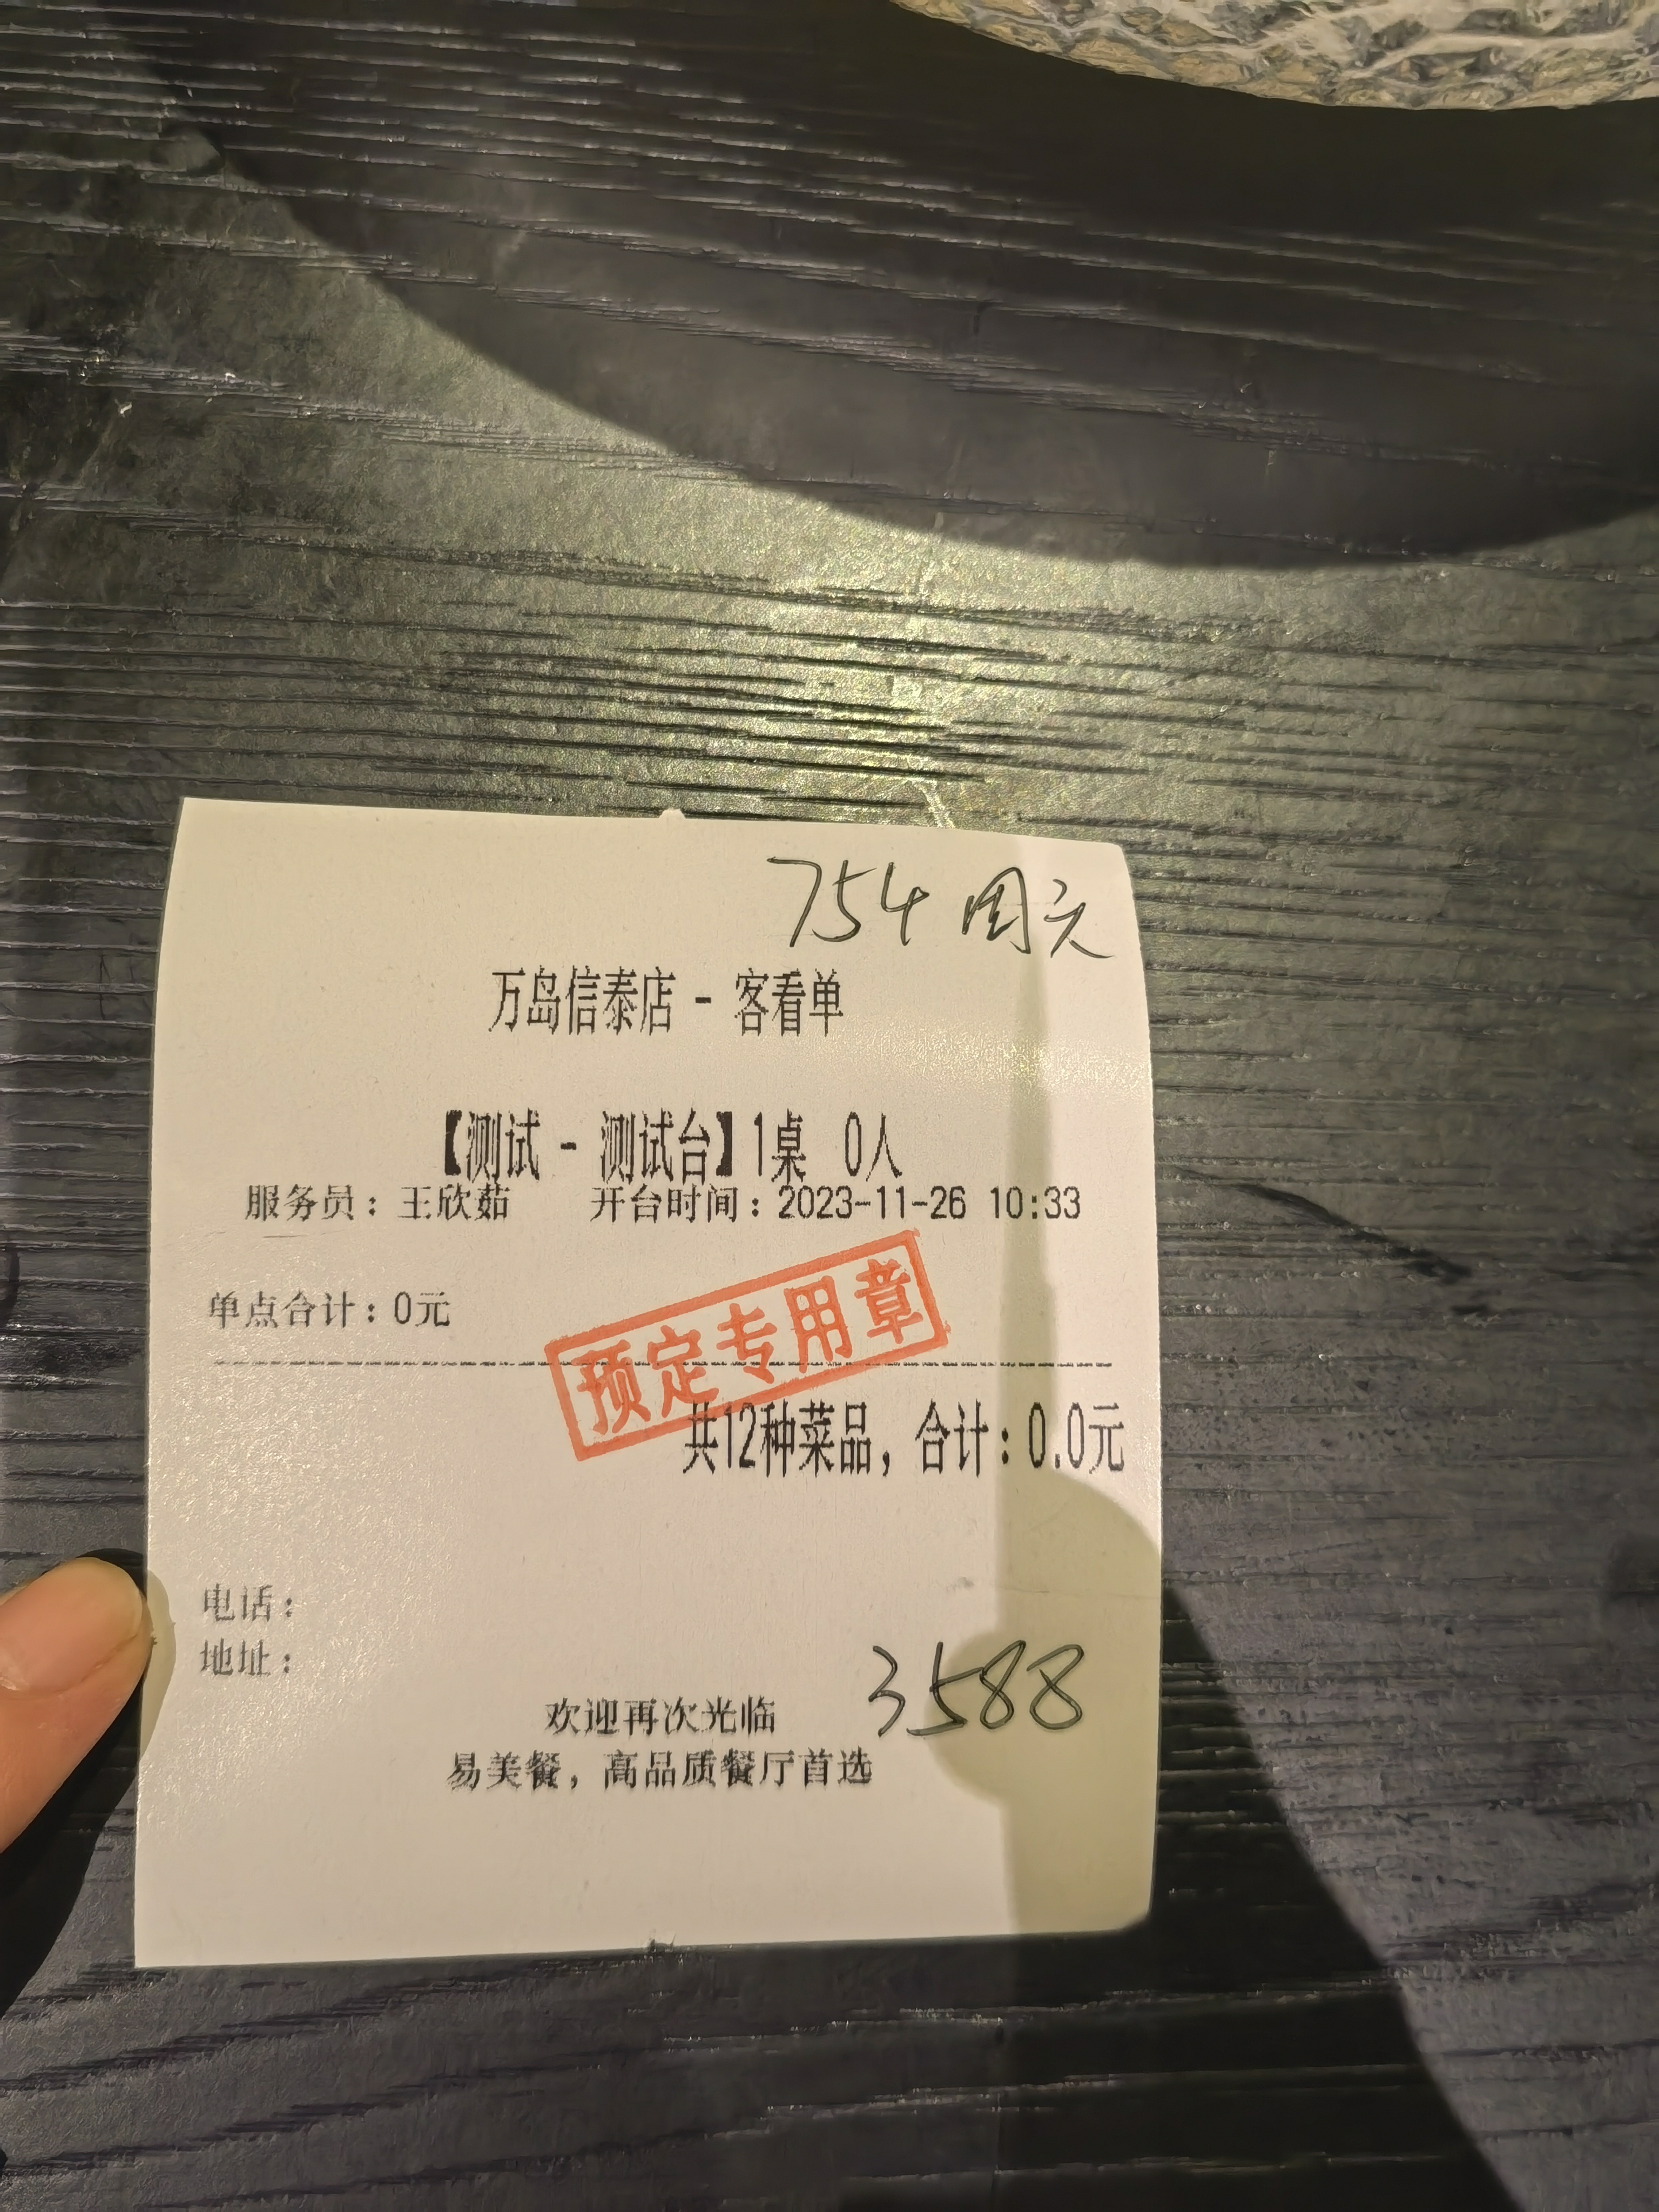 754 周元
万岛信泰店 - 客看单
【测试 - 测试台】1桌 0人
服务员：王欣茹 开台时间：2023-11-26 10:33
单点合计：0元
预定专用章
共12种菜品，合计：0.0元
电话：
地址：
3588
欢迎再次光临
易美餐，高品质餐厅首选